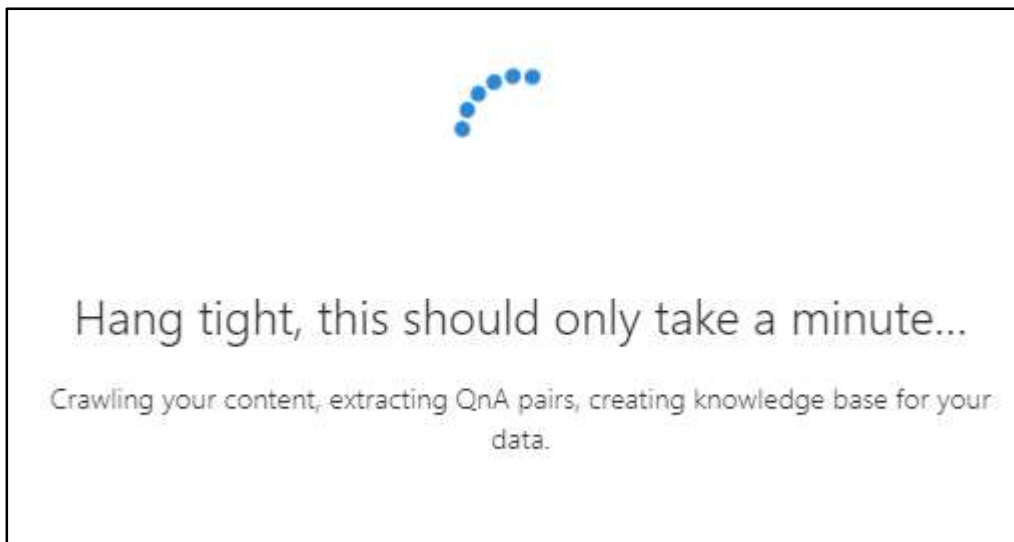 Hang tight, this should only take a minute...
Crawling your content, extracting QnA pairs, creating knowledge base for your
data.